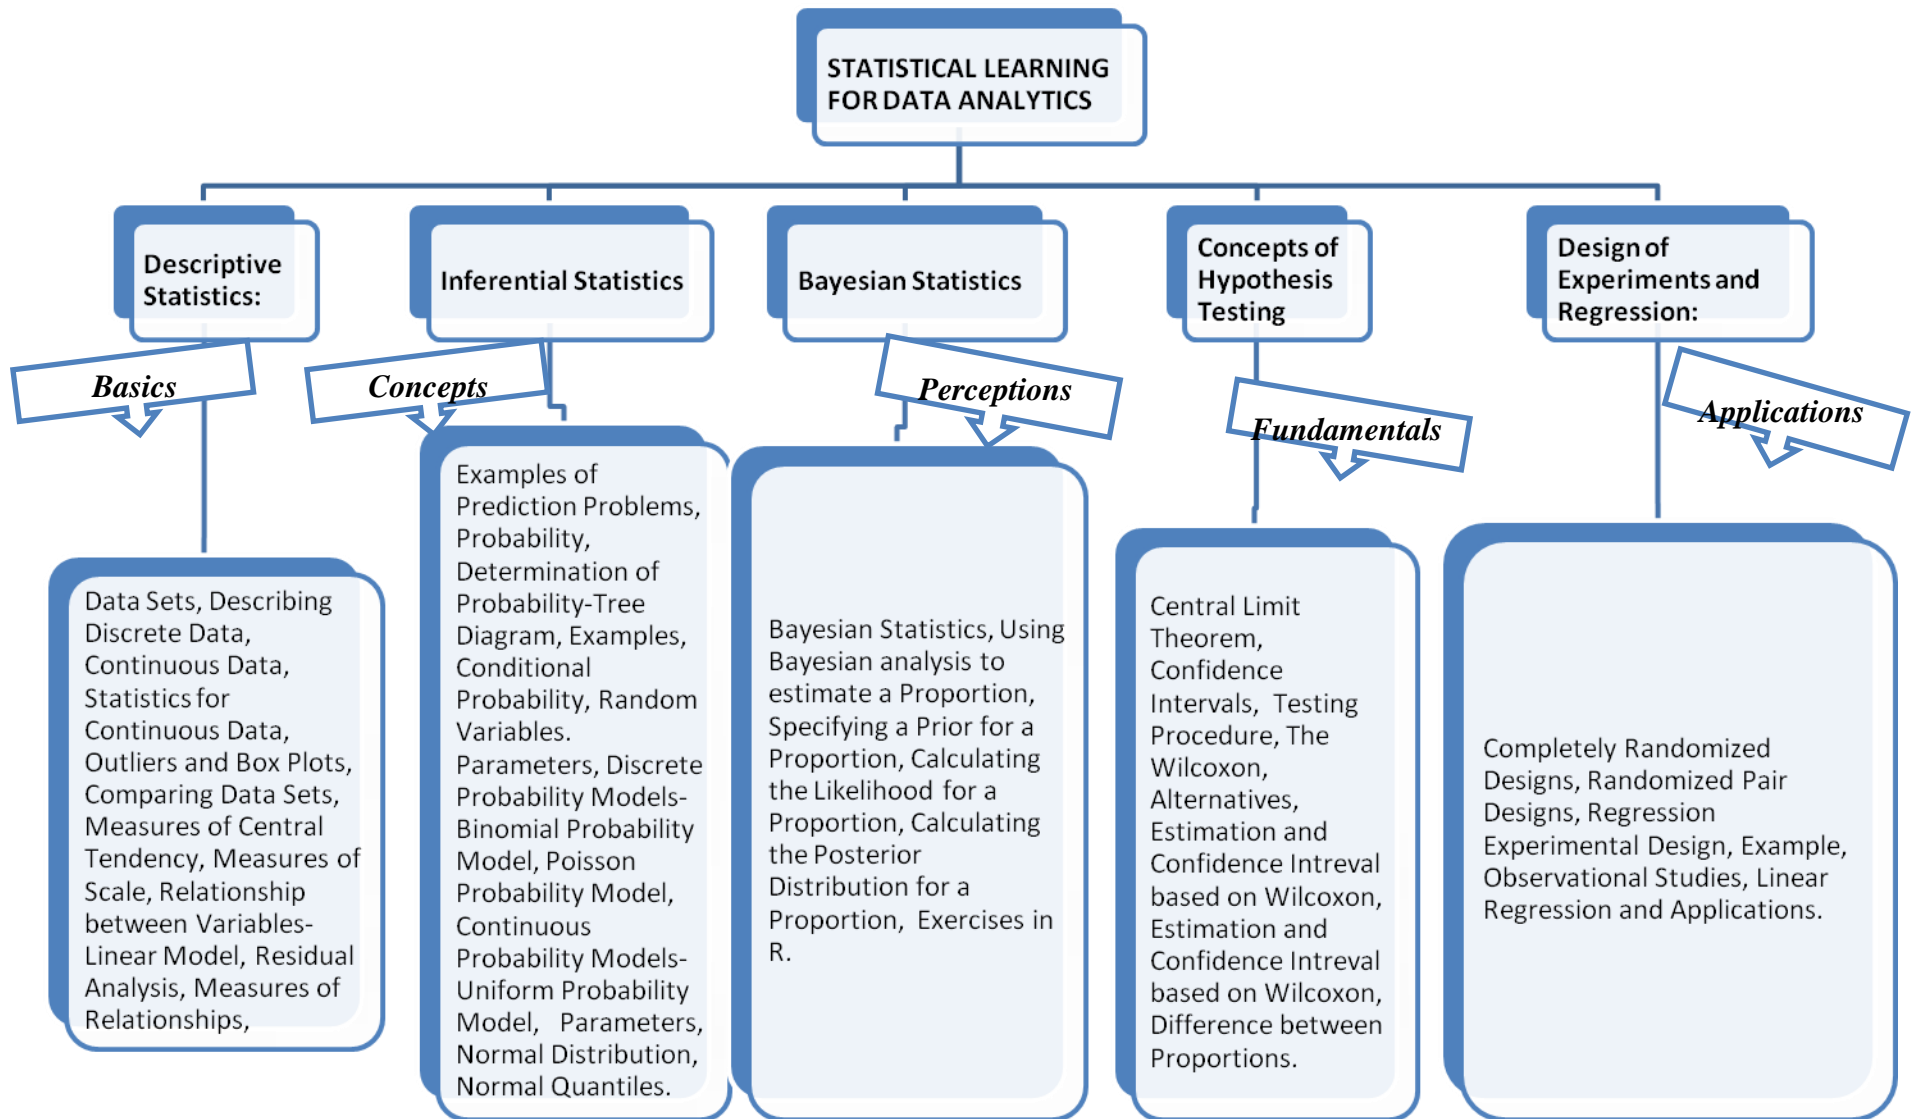 STATISTICAL LEARNING
FOR DATA ANALYTICS
Descriptive
Statistics:
Inferential Statistics
Bayesian Statistics
Concepts of
Hypothesis
Testing
Design of
Experiments and
Regression:
Basics
Concepts
Perceptions
Fundamentals
Applications
Data Sets, Describing
Discrete Data,
Continuous Data,
Statistics for
Continuous Data,
Outliers and Box Plots,
Comparing Data Sets,
Measures of Central
Tendency, Measures of
Scale, Relationship
between Variables-
Linear Model, Residual
Analysis, Measures of
Relationships,
Examples of
Prediction Problems,
Probability,
Determination of
Probability-Tree
Diagram, Examples,
Conditional
Probability, Random
Variables.
Parameters, Discrete
Probability Models-
Binomial Probability
Model, Poisson
Probability Model,
Continuous
Probability Models-
Uniform Probability
Model, Parameters,
Normal Distribution,
Normal Quantiles.
Bayesian Statistics, Using
Bayesian analysis to
estimate a Proportion,
Specifying a Prior for a
Proportion, Calculating
the Likelihood for a
Proportion, Calculating
the Posterior
Distribution for a
Proportion, Exercises in
R.
Central Limit
Theorem,
Confidence
Intervals, Testing
Procedure, The
Wilcoxon,
Alternatives,
Estimation and
Confidence Intreval
based on Wilcoxon,
Estimation and
Confidence Intreval
based on Wilcoxon,
Difference between
Proportions.
Completely Randomized
Designs, Randomized Pair
Designs, Regression
Experimental Design, Example,
Observational Studies, Linear
Regression and Applications.